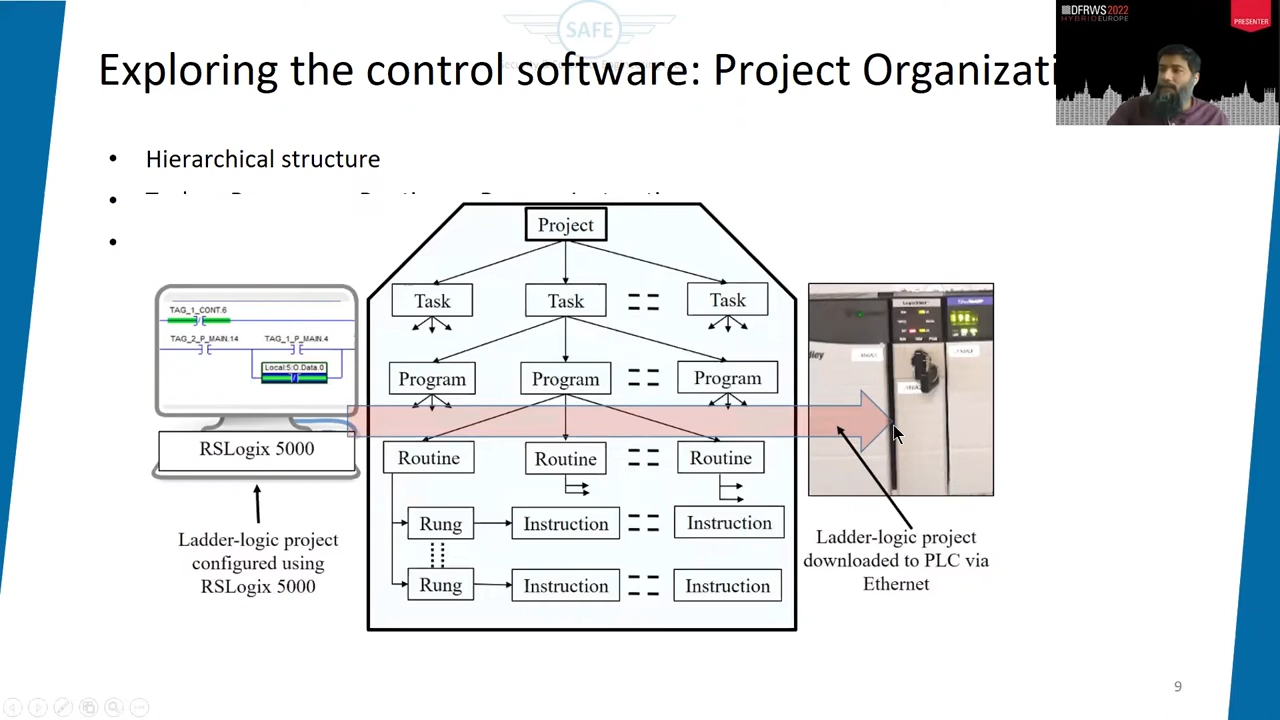 SAFE
DFRWS 2022
HYBRID EUROPE
PRESENTER
Exploring the control software: Project Organizati
• Hierarchical structure
•
•
Project
Task Task Task
Program Program Program
Routine Routine Routine
Rung Instruction Instruction
Rung Instruction Instruction
TAG_1_CONT.6
TAG_2_P_MAIN.14 TAG_1_P_MAIN.4
Local:5:O.Data.0
RSLogix 5000
Ladder-logic project
configured using
RSLogix 5000
Ladder-logic project
downloaded to PLC via
Ethernet
9